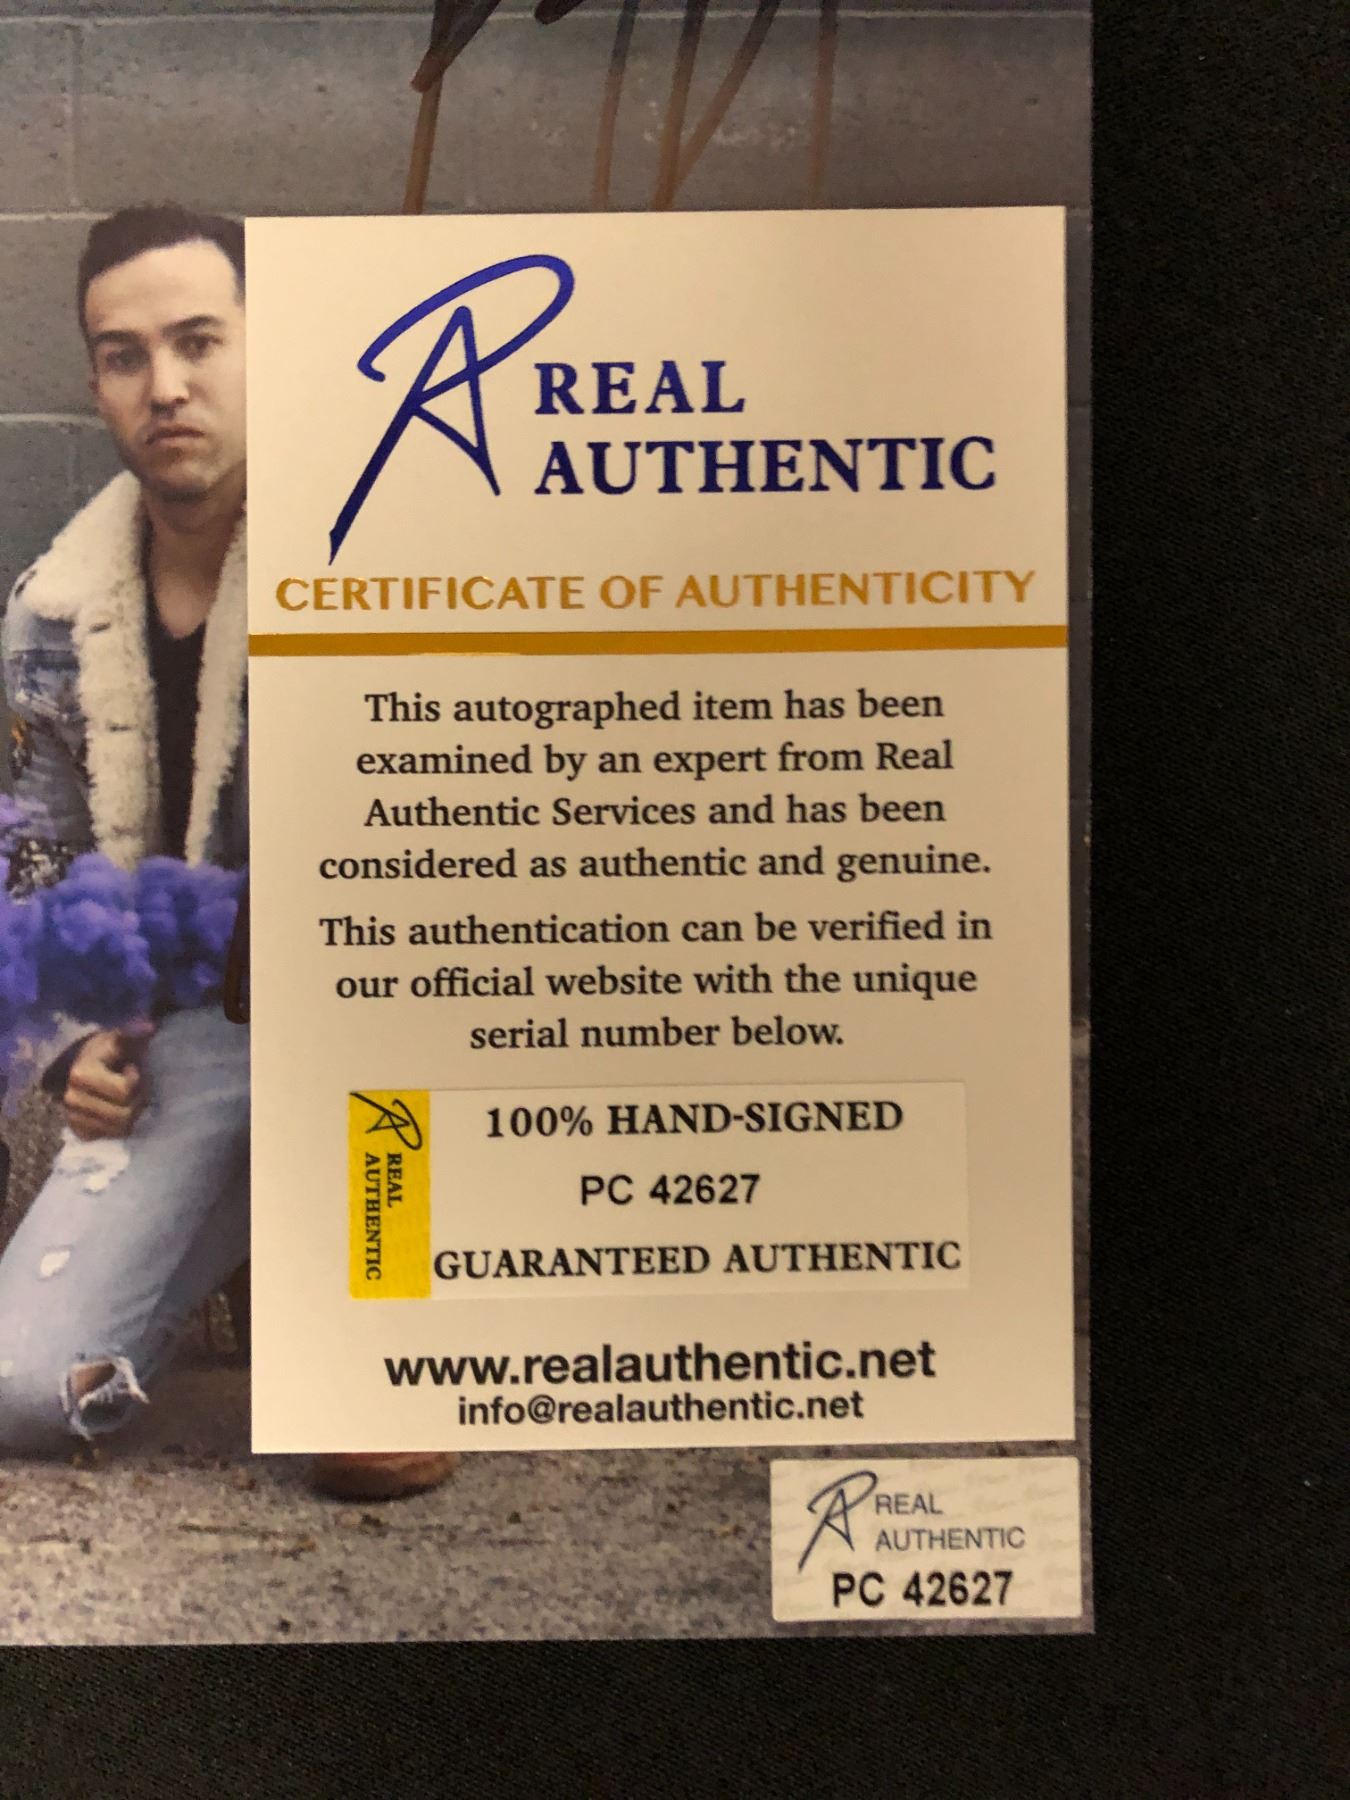 REAL
AUTHENTIC
CERTIFICATE OF AUTHENTICITY
This autographed item has been
examined by an expert from Real
Authentic Services and has been
considered as authentic and genuine.
This authentication can be verified in
our official website with the unique
serial number below.
REAL
AUTHENTIC
100% HAND-SIGNED
PC 42627
GUARANTEED AUTHENTIC
www.realauthentic.net
info@realauthentic.net
REAL
AUTHENTIC
PC 42627